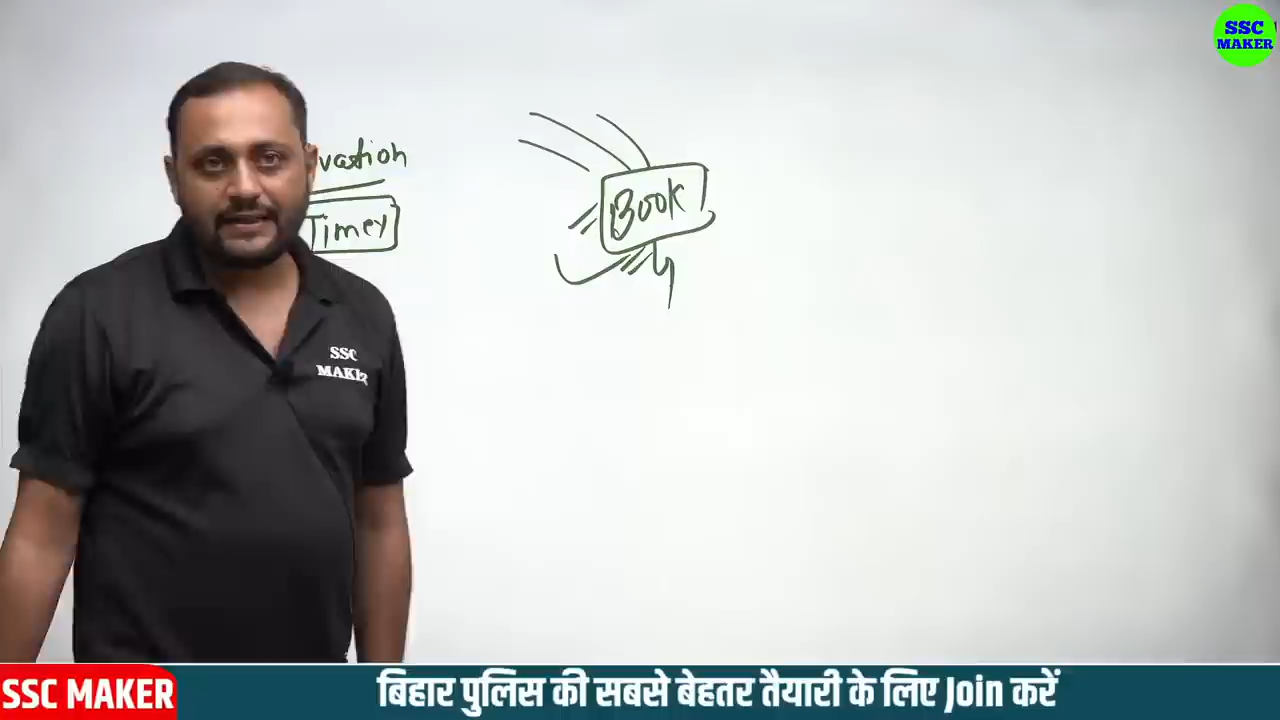 SSC
MAKER
vation
Timey
Book
SSC
MAKER
SSC MAKER
बिहार पुलिस की सबसे बेहतर तैयारी के लिए Join करें